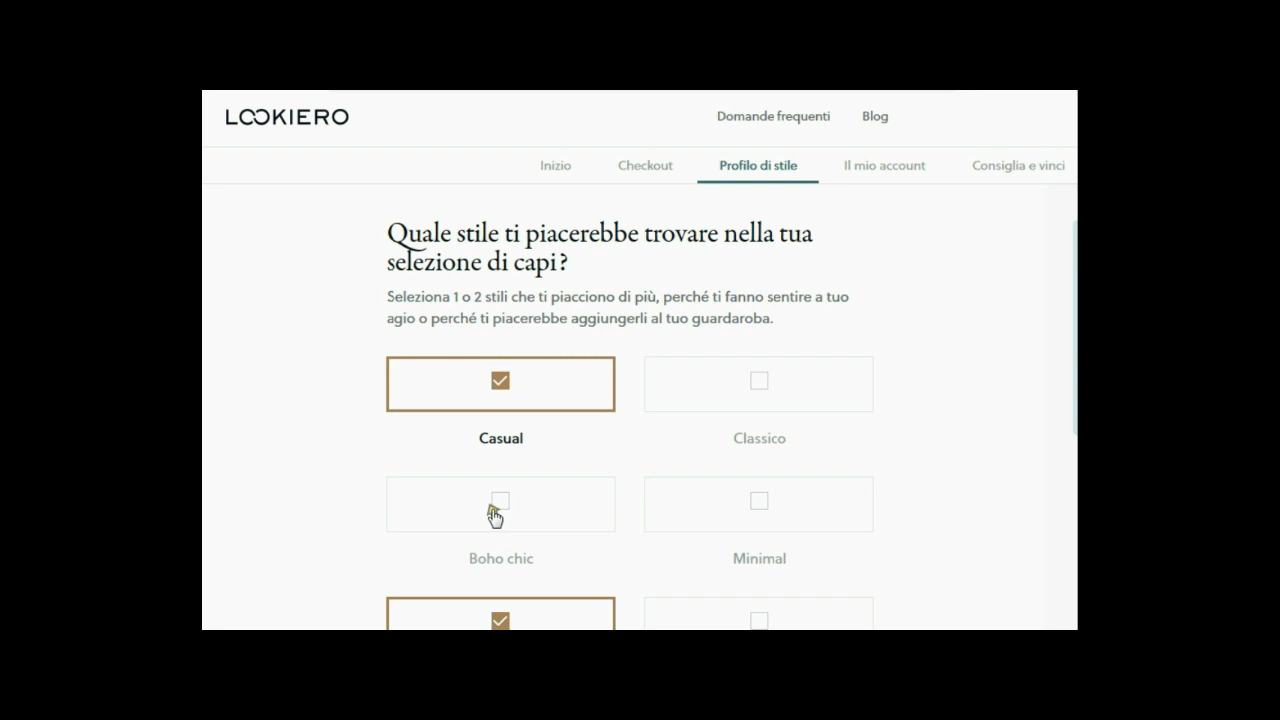 LOOKIERO
Domande frequenti
Blog
Inizio
Checkout
Profilo di stile
Il mio account
Consiglia e vinci
Quale stile ti piacerebbe trovare nella tua
selezione di capi?
Seleziona 1 o 2 stili che ti piacciono di più, perché ti fanno sentire a tuo
agio o perché ti piacerebbe aggiungerli al tuo guardaroba.
Casual
Classico
Boho chic
Minimal